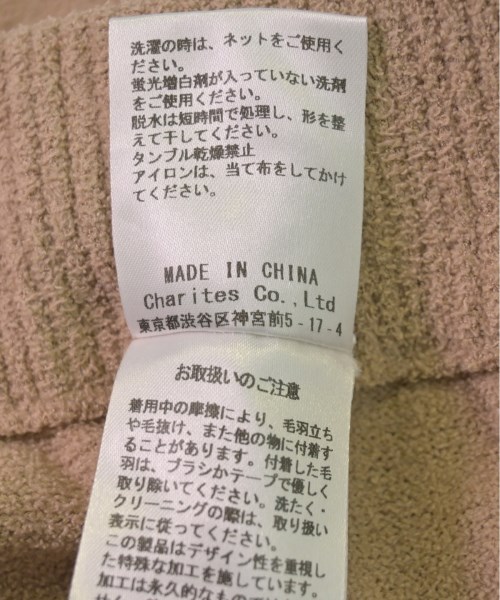 洗濯の時は、ネットをご使用く
ださい。
蛍光増白剤が入っていない洗剤
をご使用ください。
脱水は短時間で処理し、形を整
えて干してください。
タンブル乾燥禁止
アイロンは、当て布をしてかけ
てください。
MADE IN CHINA
Charites Co.,Ltd
東京都渋谷区神宮前5-17-4
お取扱いのご注意
着用中の摩擦により、毛羽立ち
や毛抜け、また他の物に付着す
ることがあります。付着した毛
羽は、ブラシかテープで優しく
取り除いてください。洗たく・
クリーニングの際は、取り扱い
表示に従ってください。
この製品はデザイン性を重視し
た特殊な加工を施しています。
加工は永久的なものでは